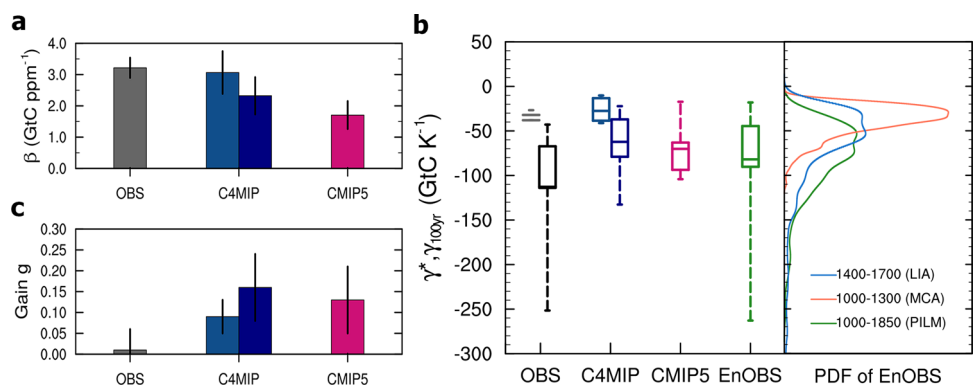 a
β (GtC ppm⁻¹)
4.0
3.0
2.0
1.0
0.0
OBS
C4MIP
CMIP5
c
Gain g
0.30
0.25
0.20
0.15
0.10
0.05
0.00
OBS
C4MIP
CMIP5
b
γ*, γ100yr (GtC K⁻¹)
50
0
-50
-100
-150
-200
-250
-300
OBS
C4MIP
CMIP5
EnOBS
1400-1700 (LIA)
1000-1300 (MCA)
1000-1850 (PILM)
PDF of EnOBS